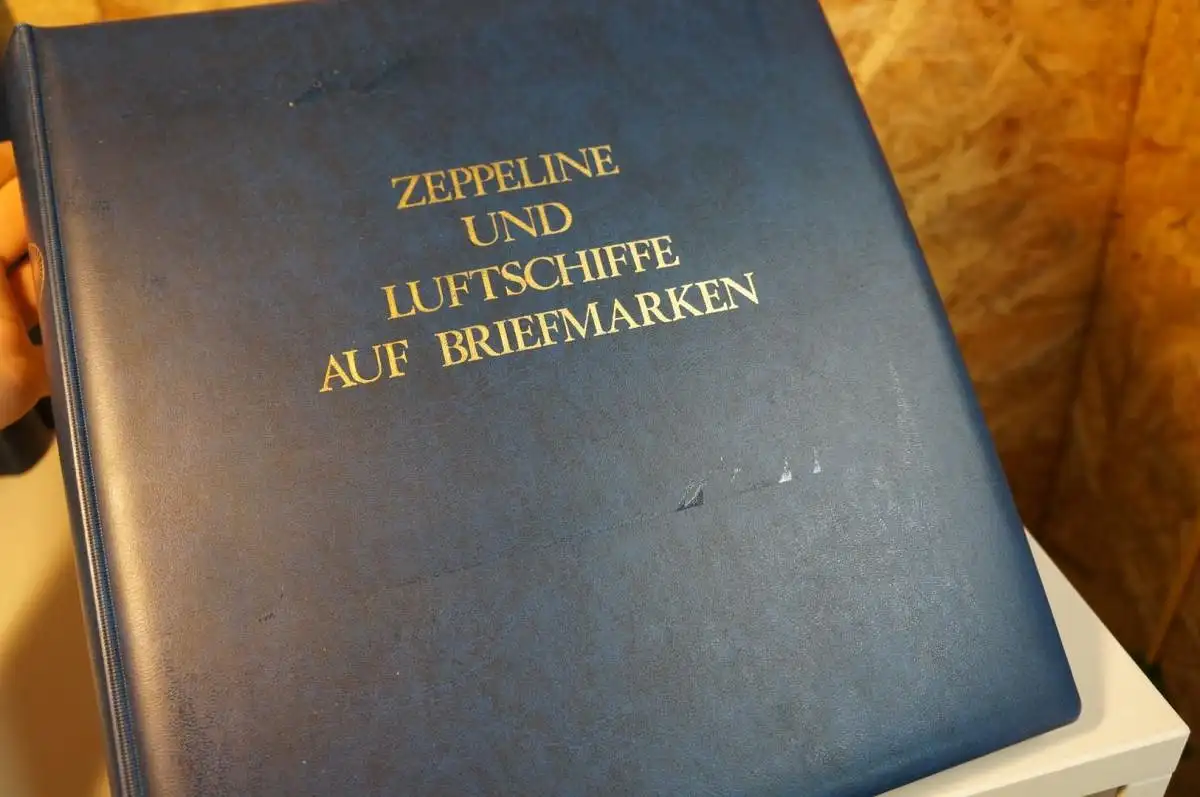 ZEPPELINE
UND
LUFTSCHIFFE
AUF BRIEFMARKEN